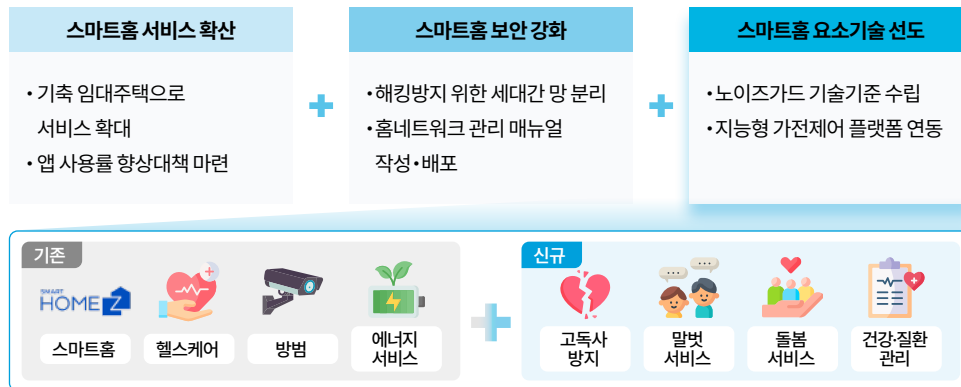 스마트홈 서비스 확산
• 기축 임대주택으로
서비스 확대
• 앱 사용률 향상대책 마련
스마트홈 보안 강화
• 해킹방지 위한 세대간 망 분리
• 홈네트워크 관리 매뉴얼
작성•배포
스마트홈 요소기술 선도
• 노이즈가드 기술기준 수립
• 지능형 가전제어 플랫폼 연동
기존
SMART
HOME Z
스마트홈
헬스케어
방범
에너지
서비스
신규
고독사
방지
말벗
서비스
돌봄
서비스
건강·질환
관리